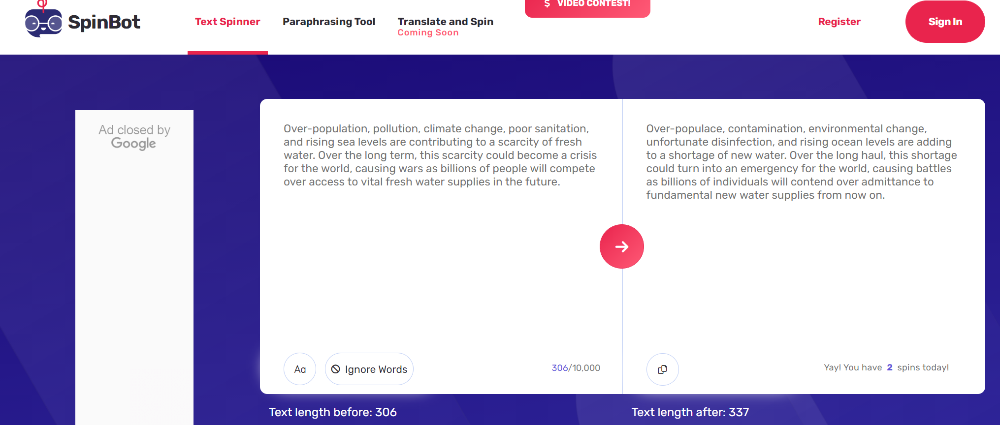 $ VIDEO CONTEST!
SpinBot
Text Spinner
Paraphrasing Tool
Translate and Spin
Coming Soon
Register
Sign In
Ad closed by
Google
Over-population, pollution, climate change, poor sanitation,
and rising sea levels are contributing to a scarcity of fresh
water. Over the long term, this scarcity could become a crisis
for the world, causing wars as billions of people will compete
over access to vital fresh water supplies in the future.
Aa
Ignore Words
306/10,000
Over-populace, contamination, environmental change,
unfortunate disinfection, and rising ocean levels are adding
to a shortage of new water. Over the long haul, this shortage
could turn into an emergency for the world, causing battles
as billions of individuals will contend over admittance to
fundamental new water supplies from now on.
Yay! You have 2 spins today!
Text length before: 306
Text length after: 337